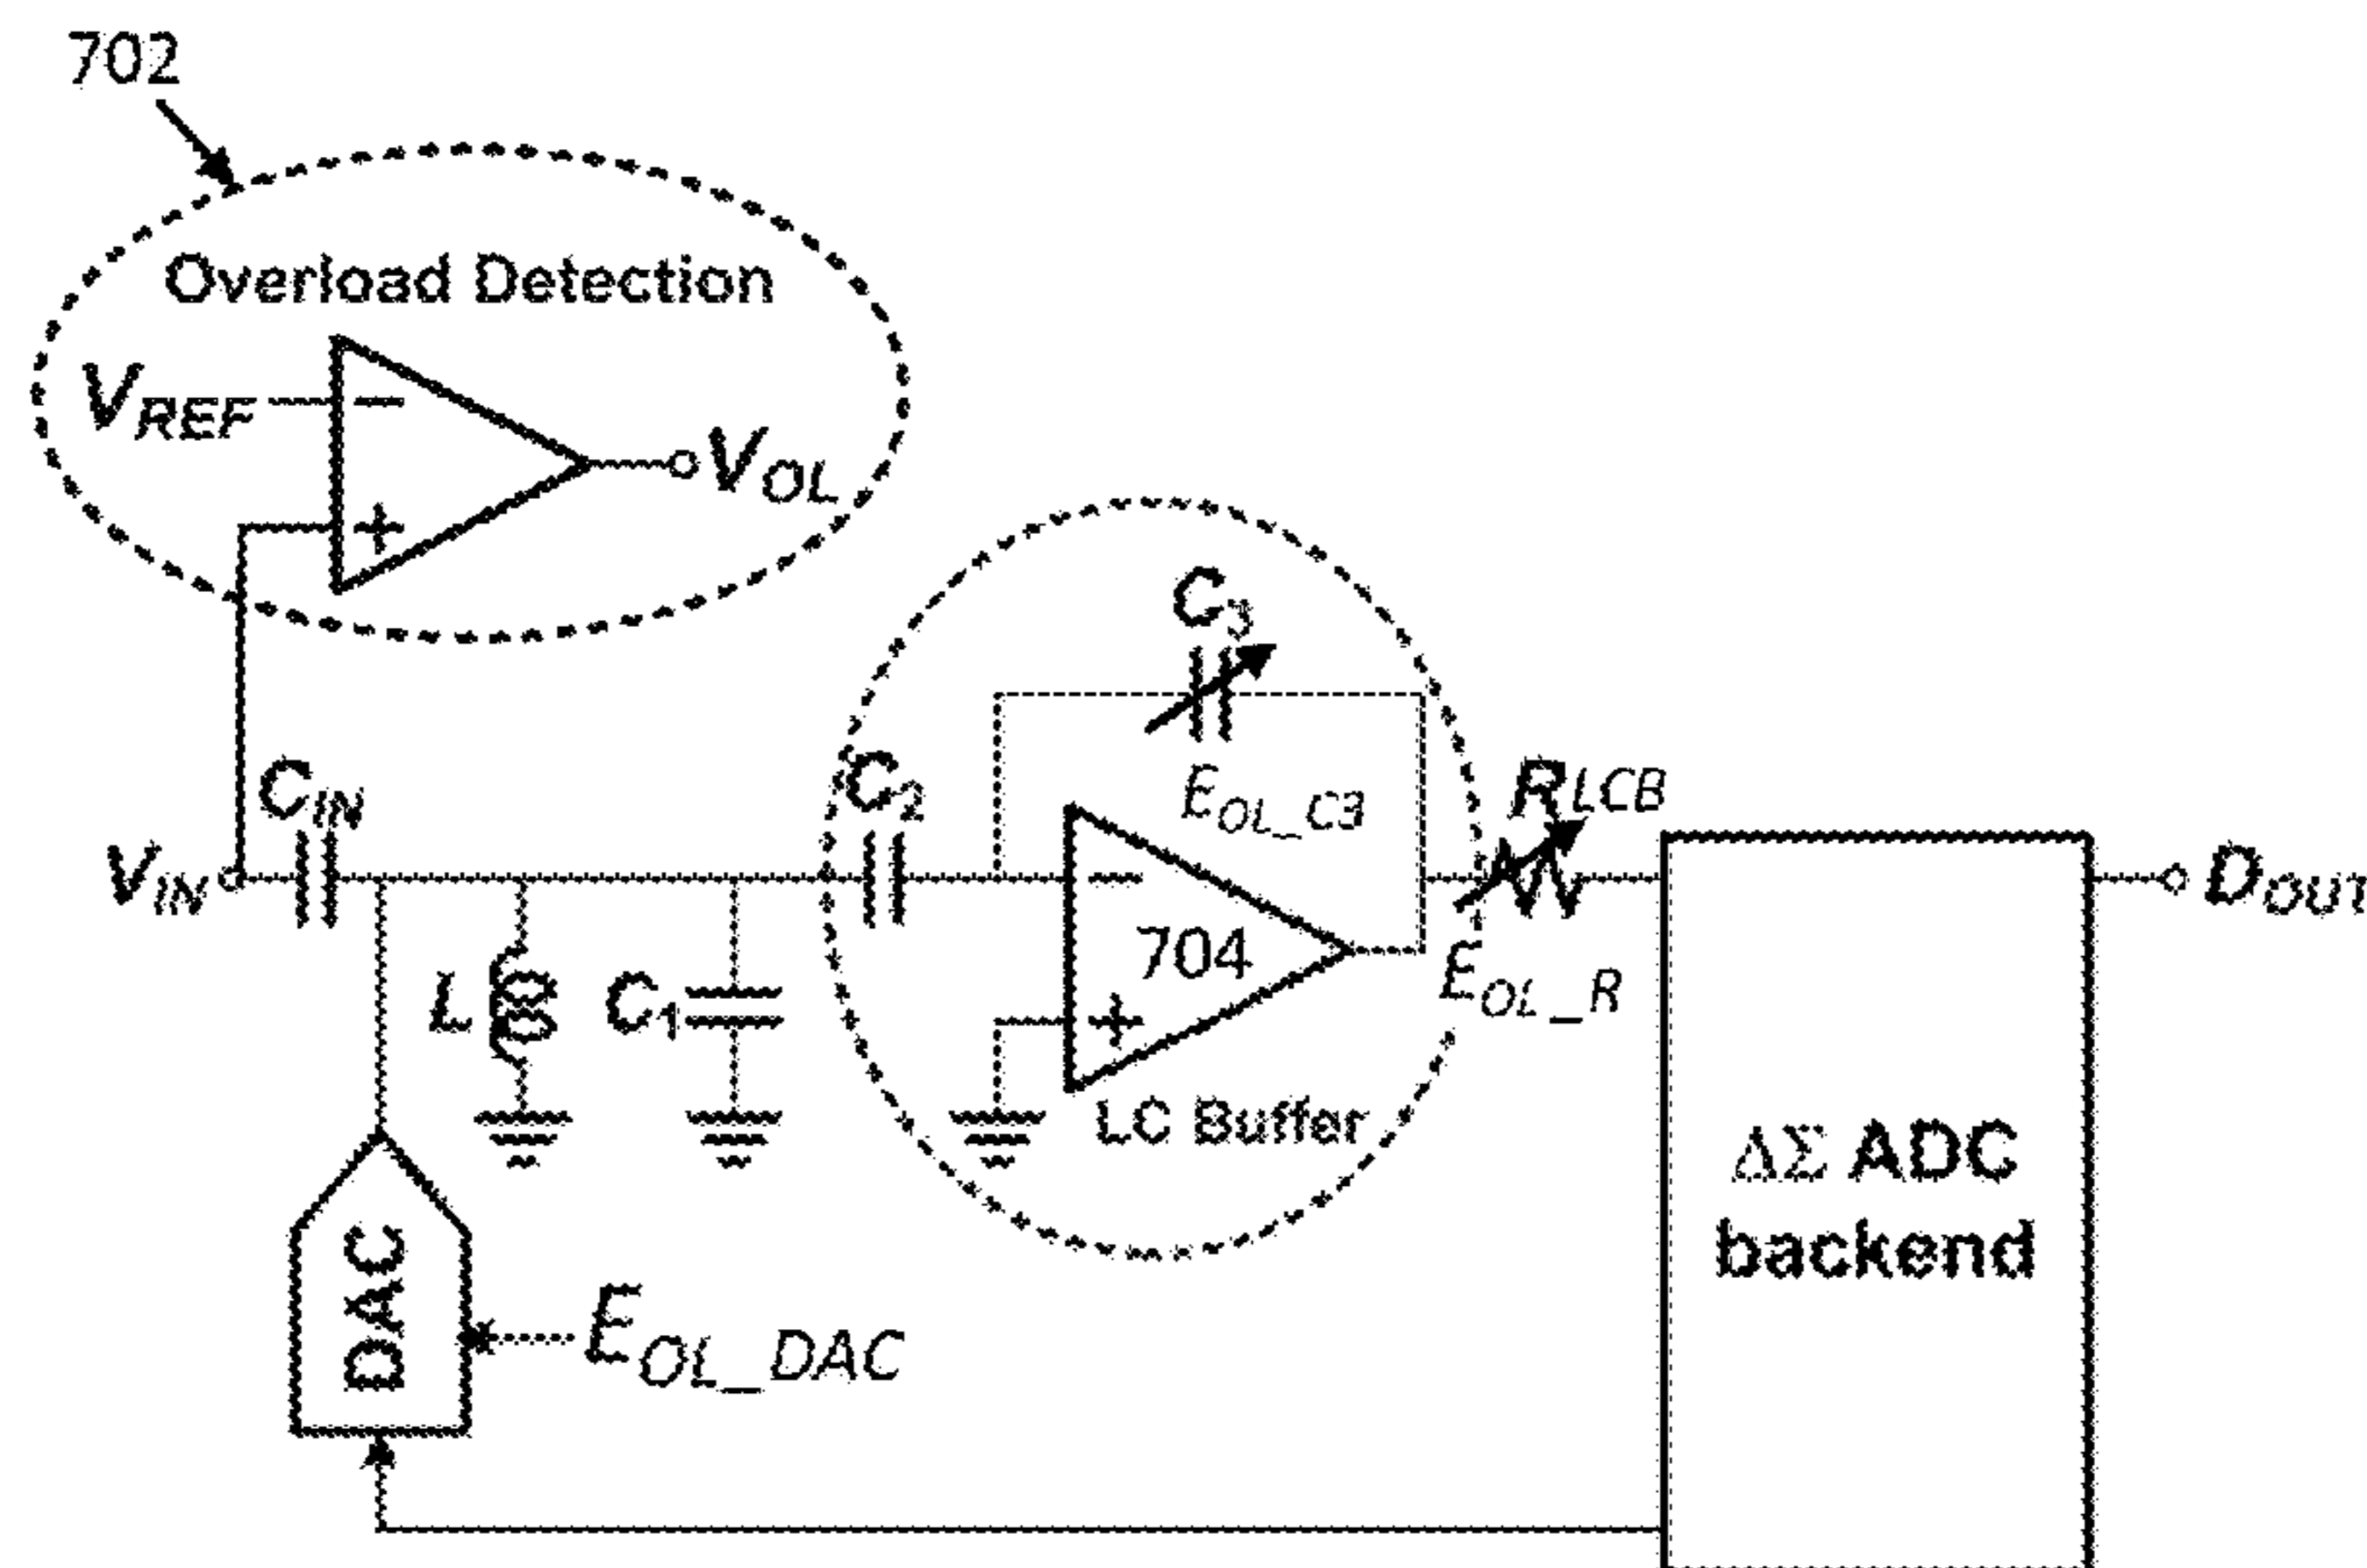 702
Overload Detection
VREF
−
VOL
+
C3
CIN
C2
EOL_C3
RLCB
VIN
−
DOUT
704
L
C1
+
EOL_R
LC Buffer
ΔΣ ADC
backend
DAC
EOL_DAC